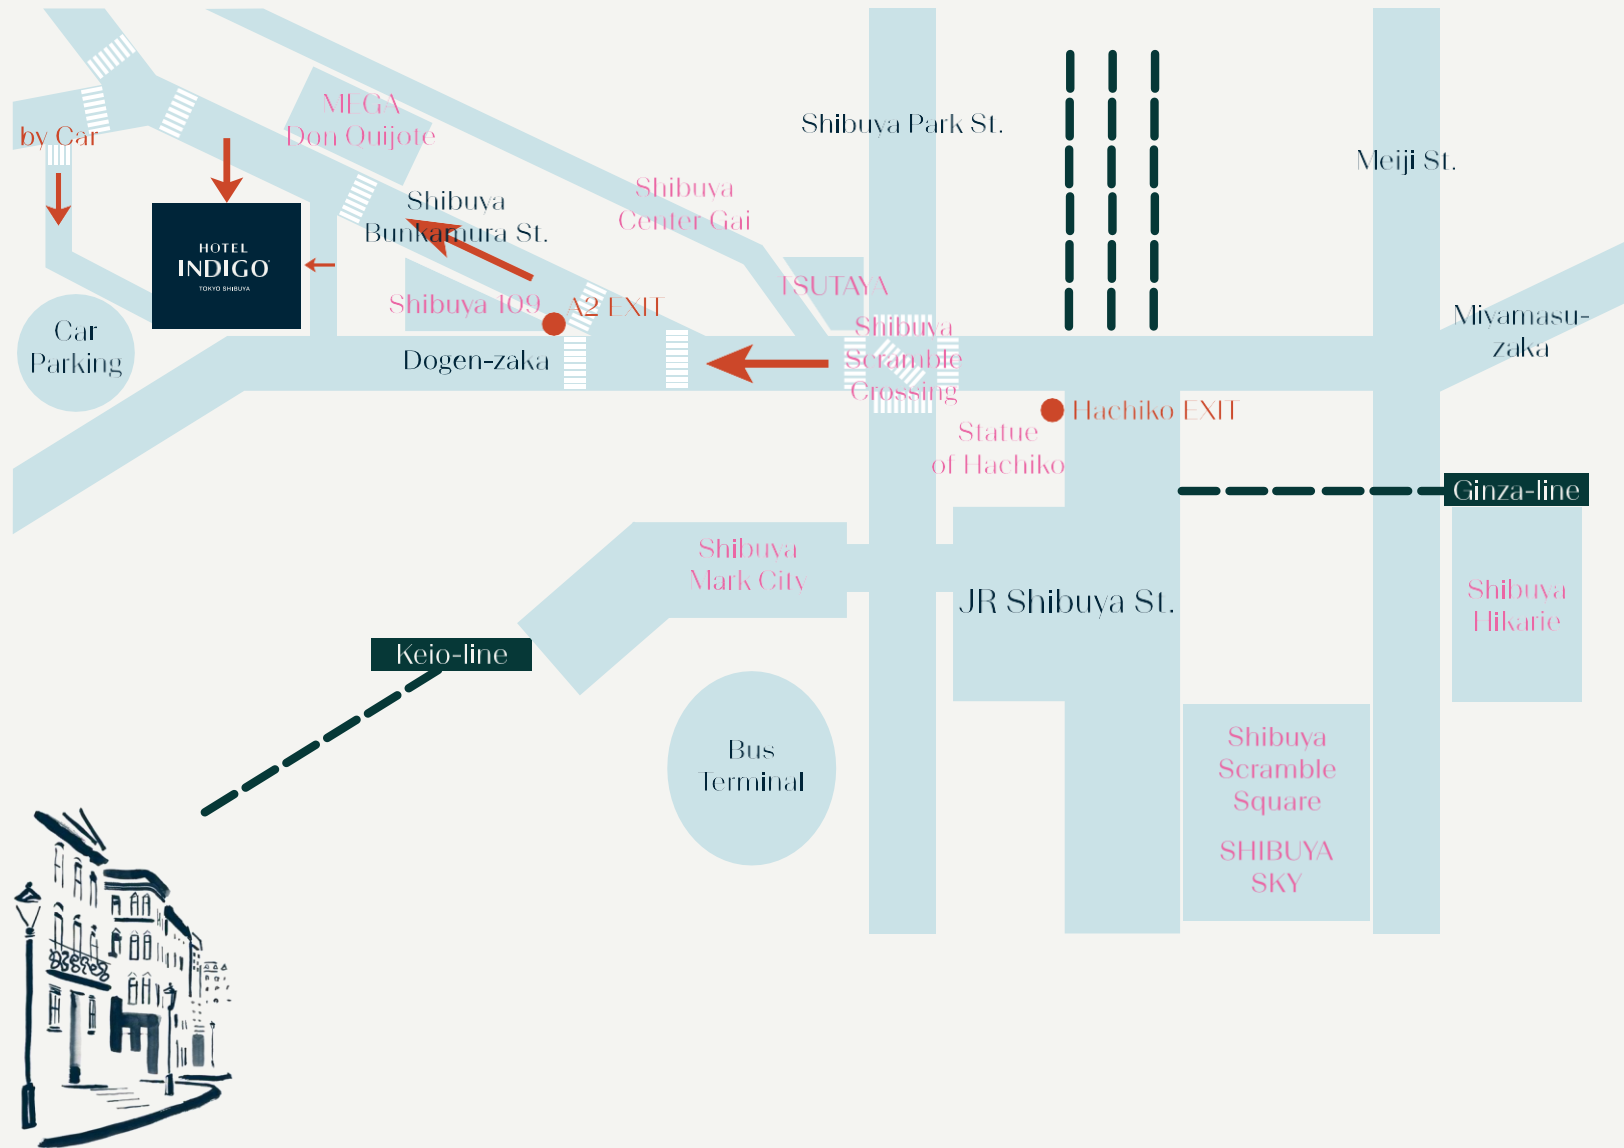 by Car
MEGA
Don Quijote
Shibuya Park St.
Meiji St.
Shibuya
Center Gai
Shibuya
Bunkamura St.
HOTEL
INDIGO
TOKYO SHIBUYA
TSUTAYA
Shibuya 109
A2 EXIT
Car
Parking
Dogen-zaka
Shibuya
Scramble
Crossing
Miyamasu-
zaka
Hachiko EXIT
Statue
of Hachiko
Ginza-line
Shibuya
Mark City
JR Shibuya St.
Shibuya
Hikarie
Keio-line
Bus
Terminal
Shibuya
Scramble
Square
SHIBUYA
SKY